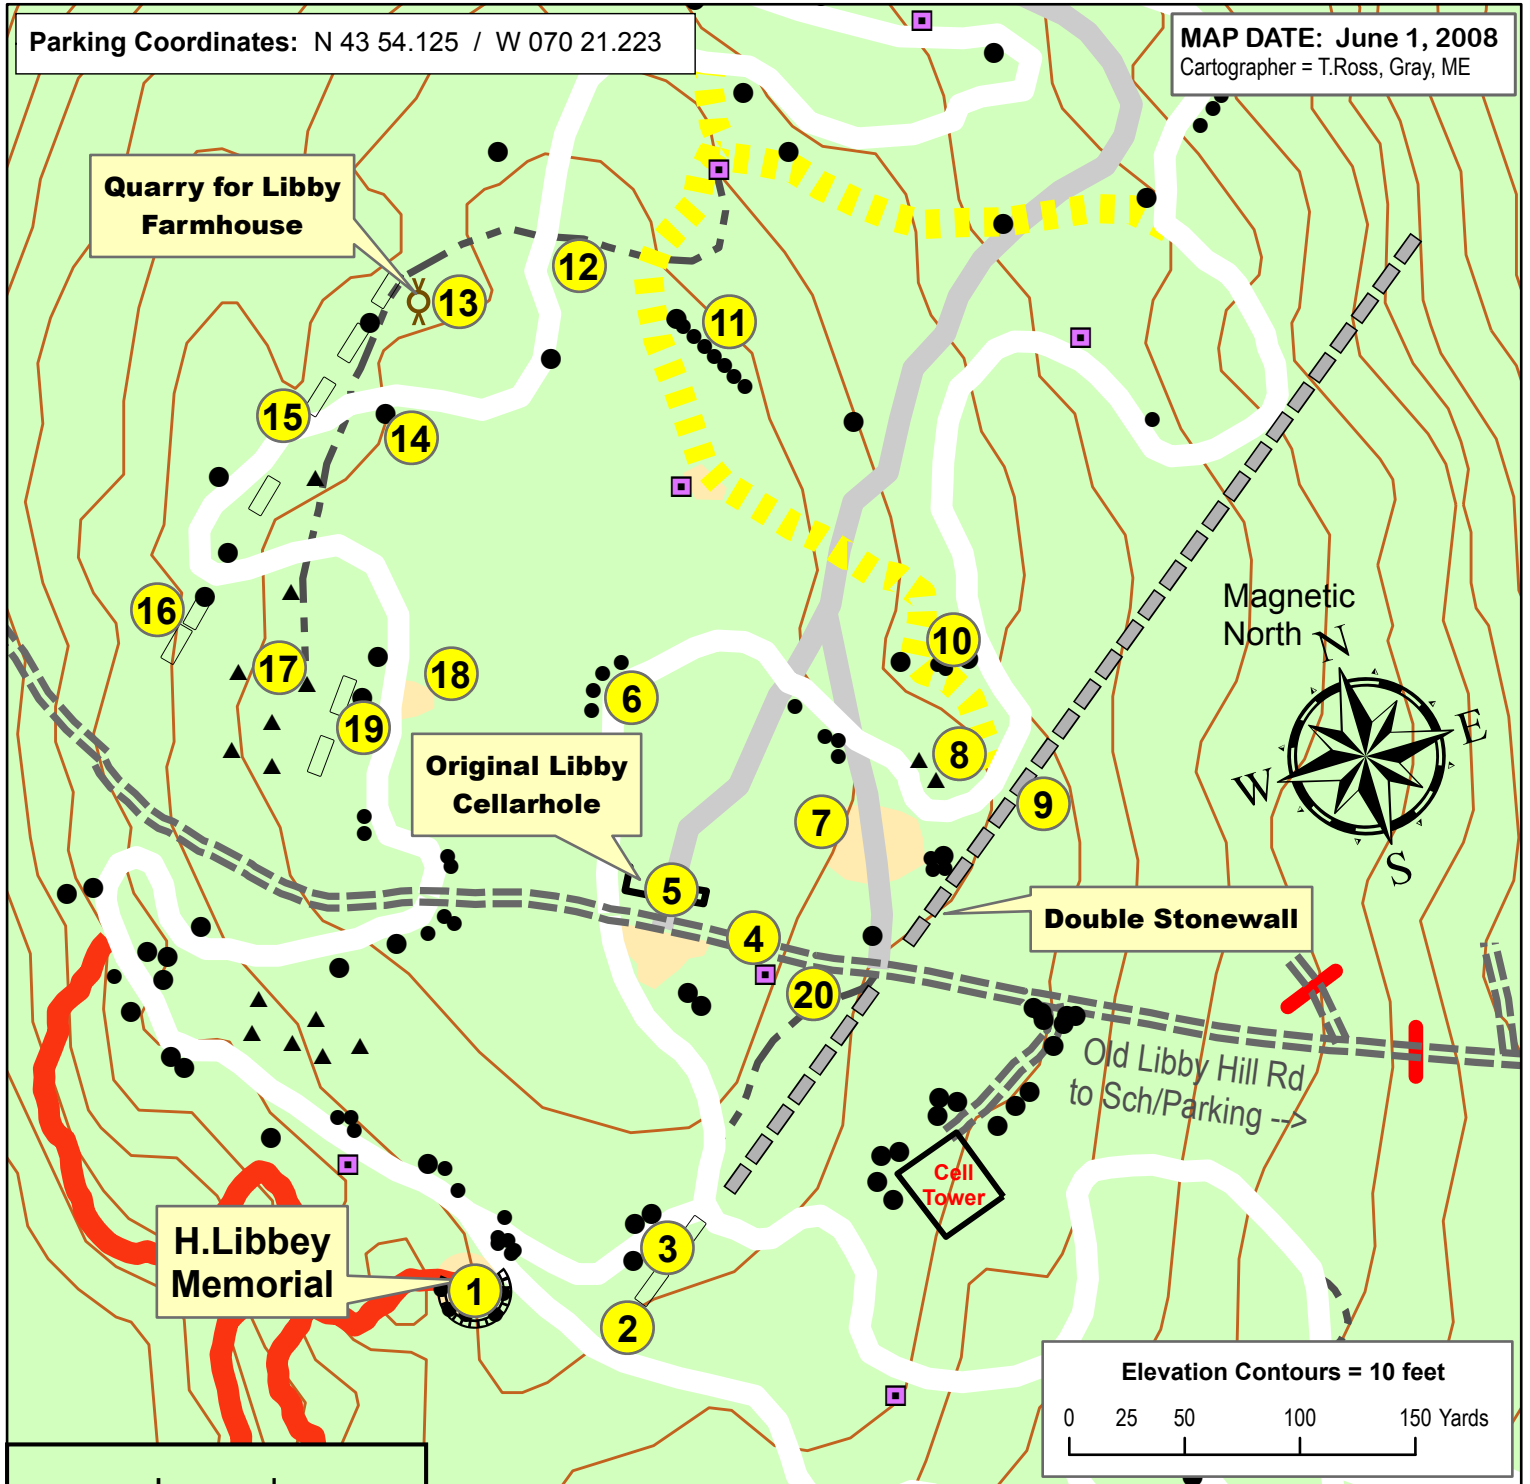 Parking Coordinates: N 43 54.125 / W 070 21.223
MAP DATE: June 1, 2008
Cartographer = T.Ross, Gray, ME
Quarry for Libby
Farmhouse
12
13
11
15
14
Magnetic
North
N
E
W
S
16
10
17
18
6
19
Original Libby
Cellarhole
8
7
9
5
Double Stonewall
4
20
Old Libby Hill Rd
to Sch/Parking -->
Cell
Tower
H.Libbey
Memorial
3
1
2
Elevation Contours = 10 feet
0 25 50 100 150 Yards